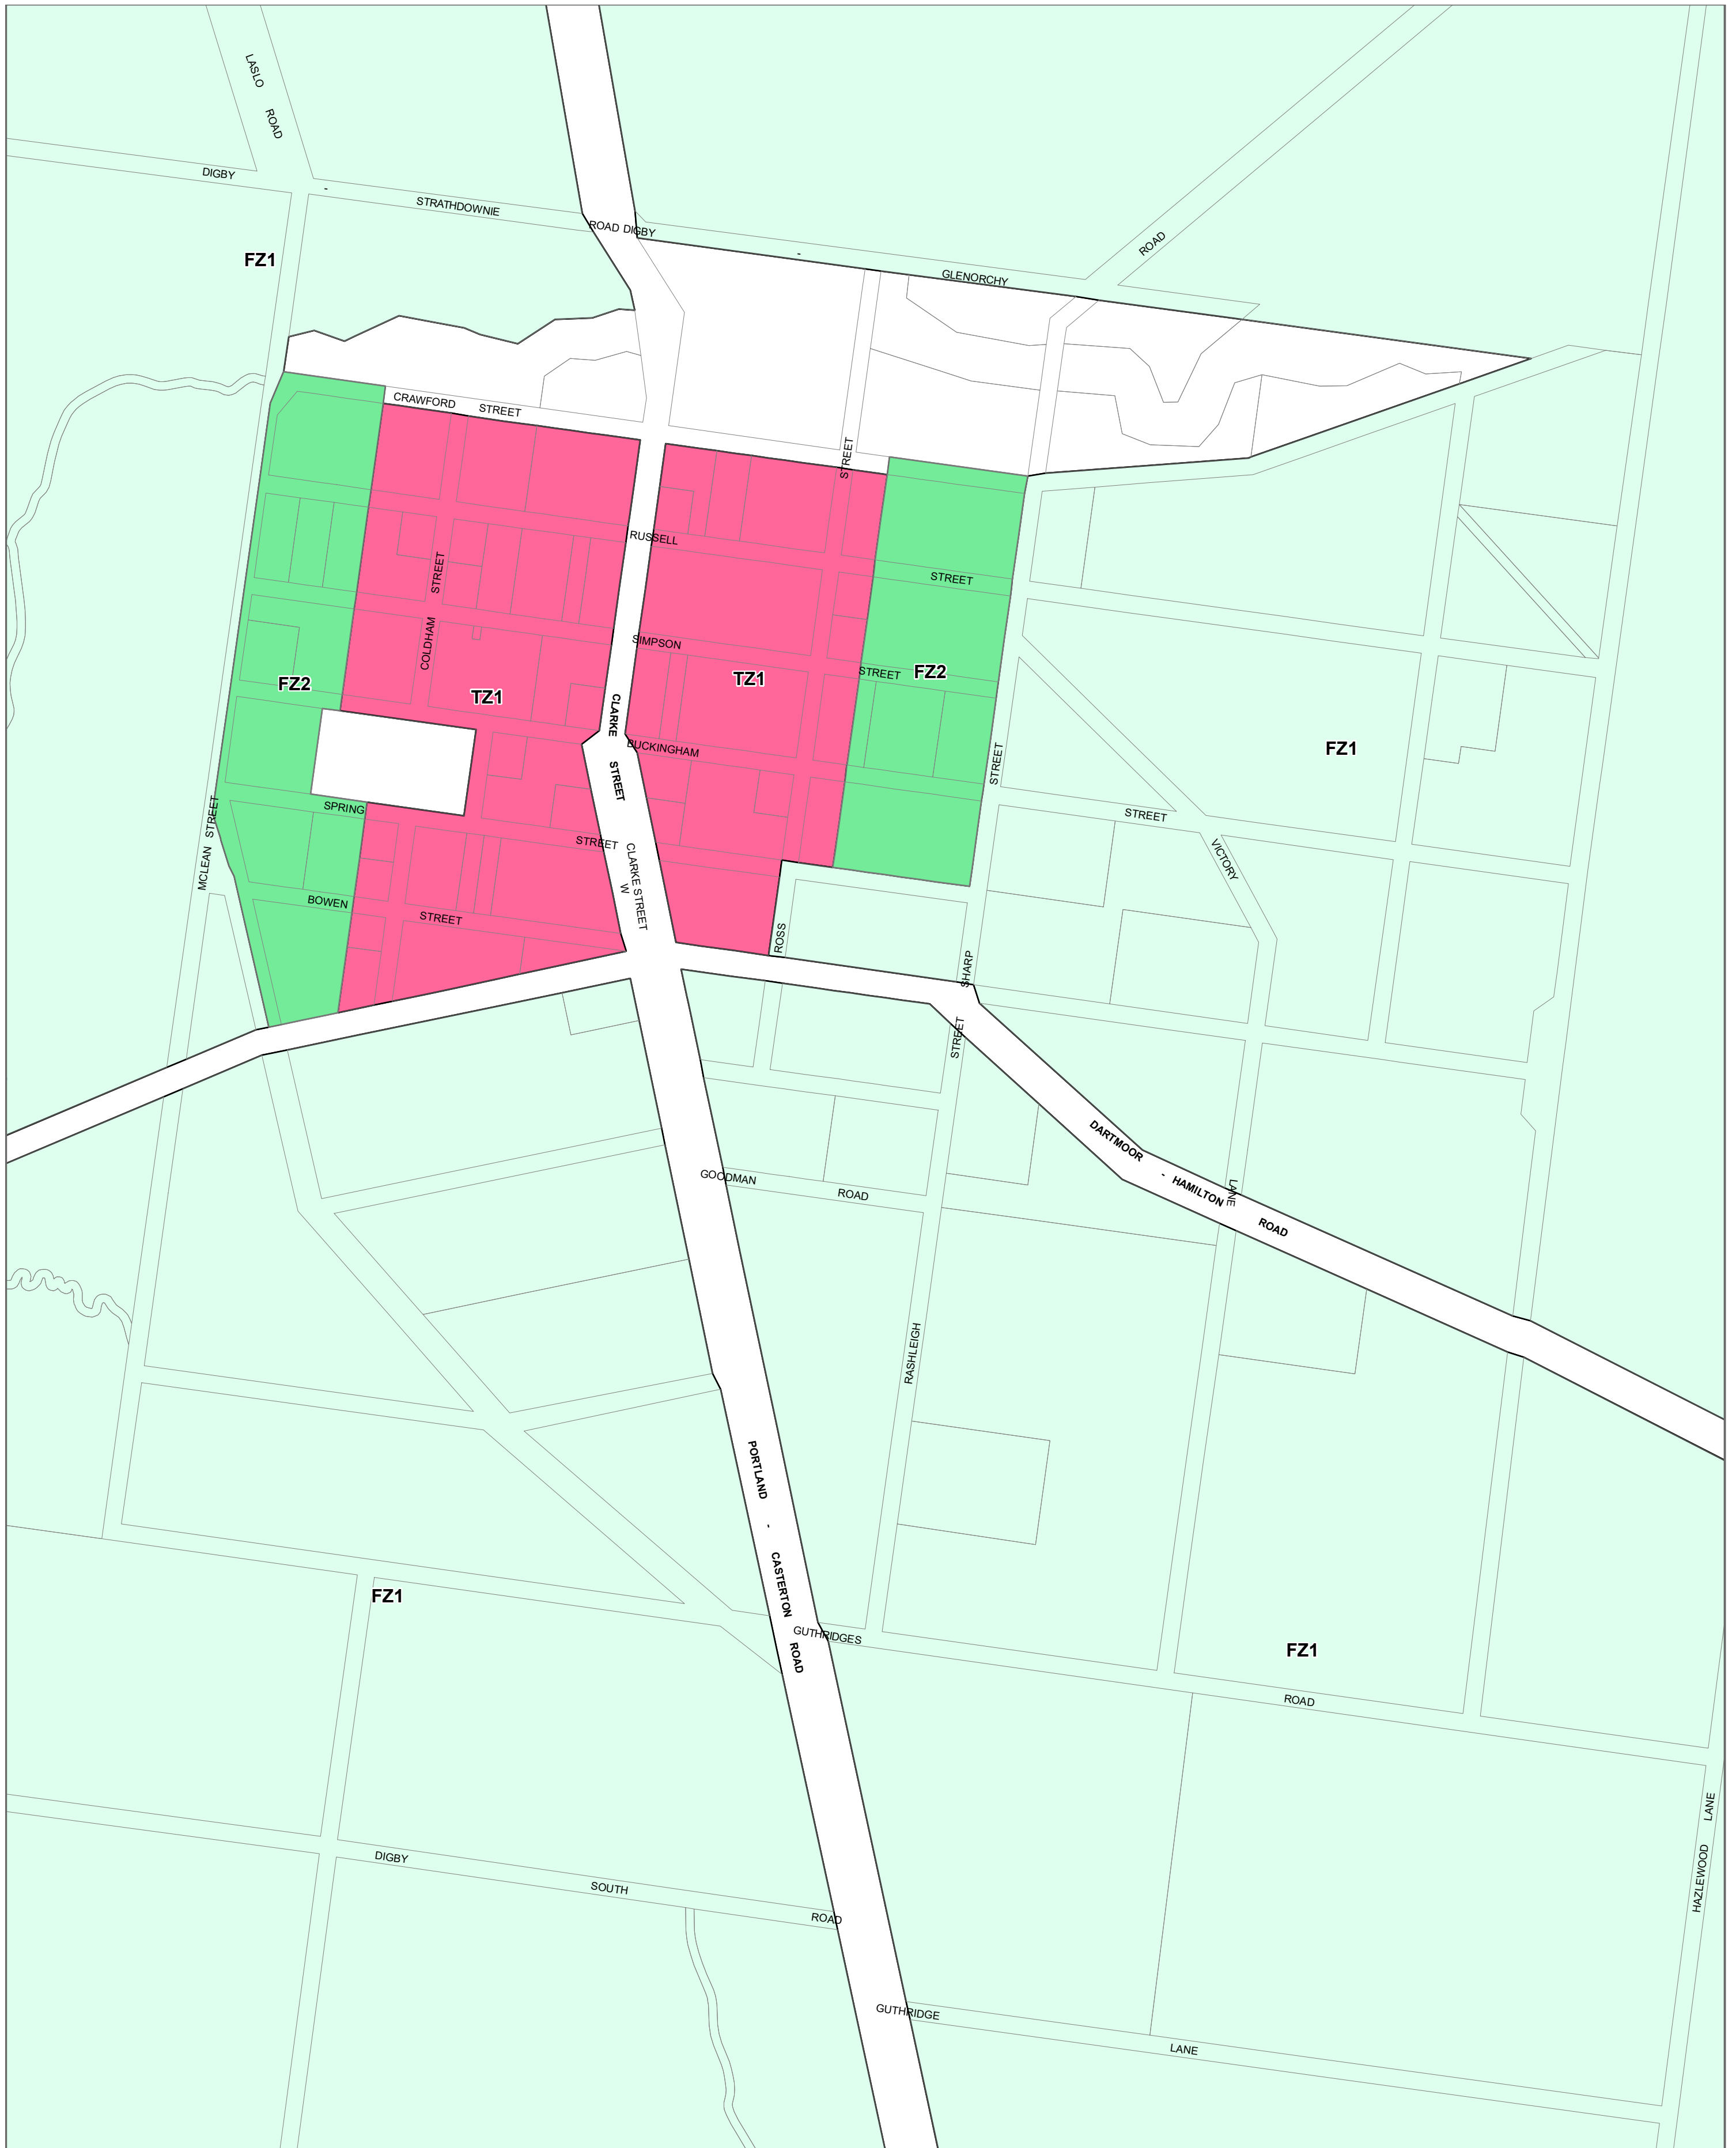 LASLO
ROAD
DIGBY
-
STRATHDOWNIE
ROAD DIGBY
-
GLENORCHY
ROAD
FZ1
CRAWFORD
STREET
STREET
RUSSELL
STREET
STREET
COLDHAM
SIMPSON
STREET
FZ2
TZ1
TZ1
FZ2
CLARKE
STREET
BUCKINGHAM
STREET
STREET
FZ1
SPRING
STREET
MCLEAN STREET
CLARKE STREET
W
VICTORY
BOWEN
STREET
ROSS
SHARP
STREET
DARTMOOR
-
HAMILTON
ROAD
LANE
GOODMAN
ROAD
RASHLEIGH
PORTLAND
-
CASTERTON
ROAD
FZ1
GUTHRIDGES
FZ1
ROAD
DIGBY
SOUTH
ROAD
LANE
HAZLEWOOD
GUTHRIDGE
LANE